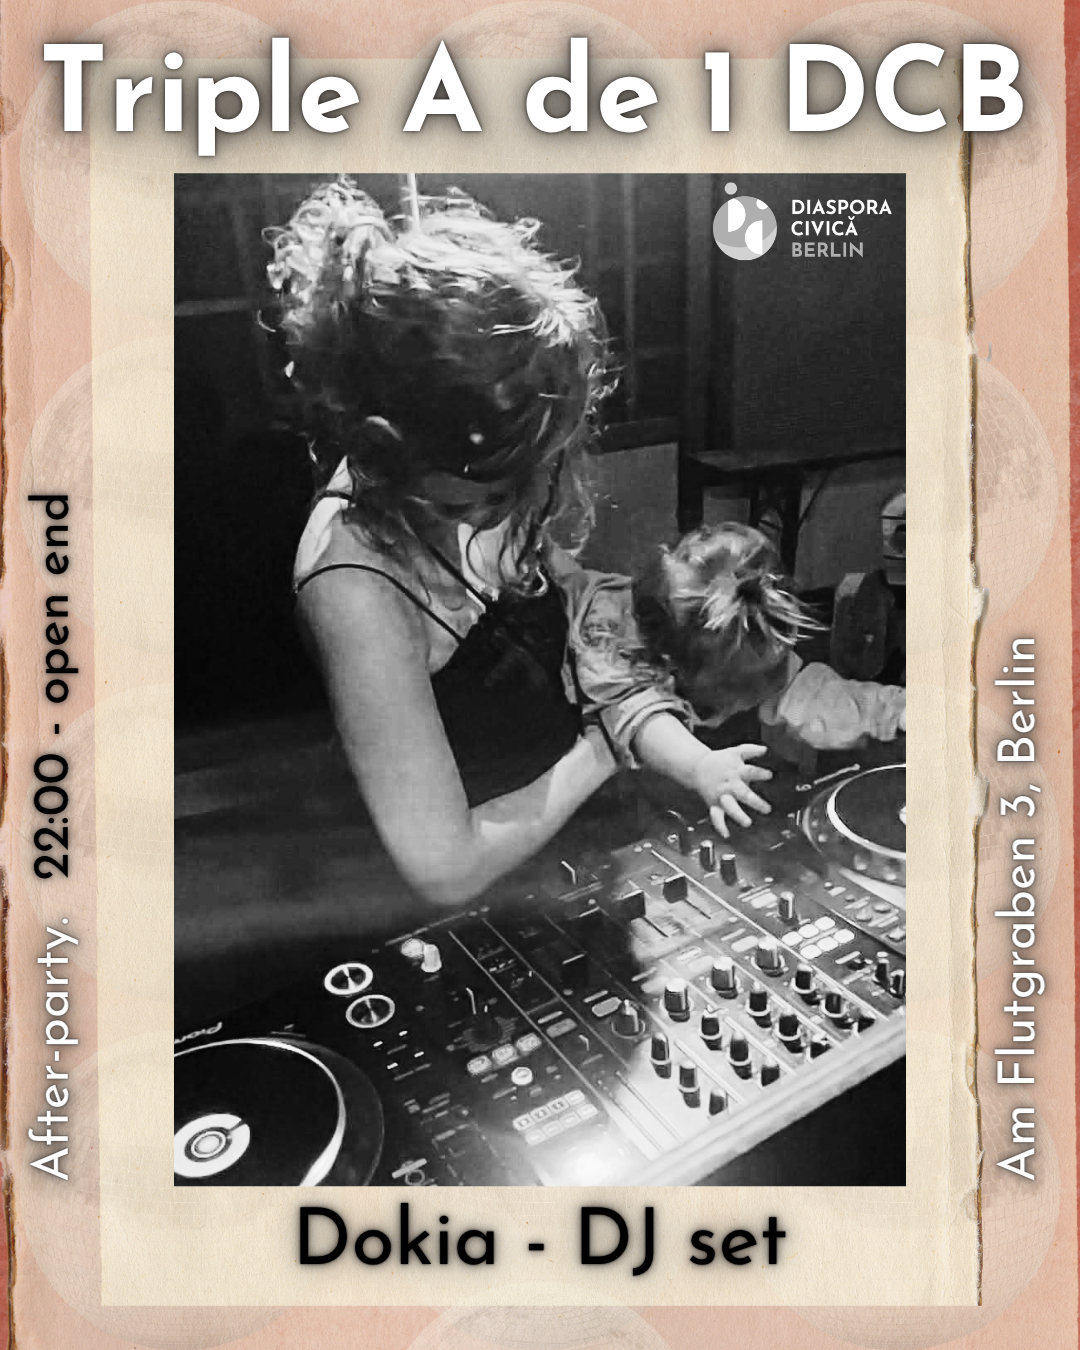 Triple A de 1 DCB
DIASPORA
CIVICĂ
BERLIN
After-party. 22:00 - open end
Am Flutgraben 3, Berlin
Dokia - DJ set